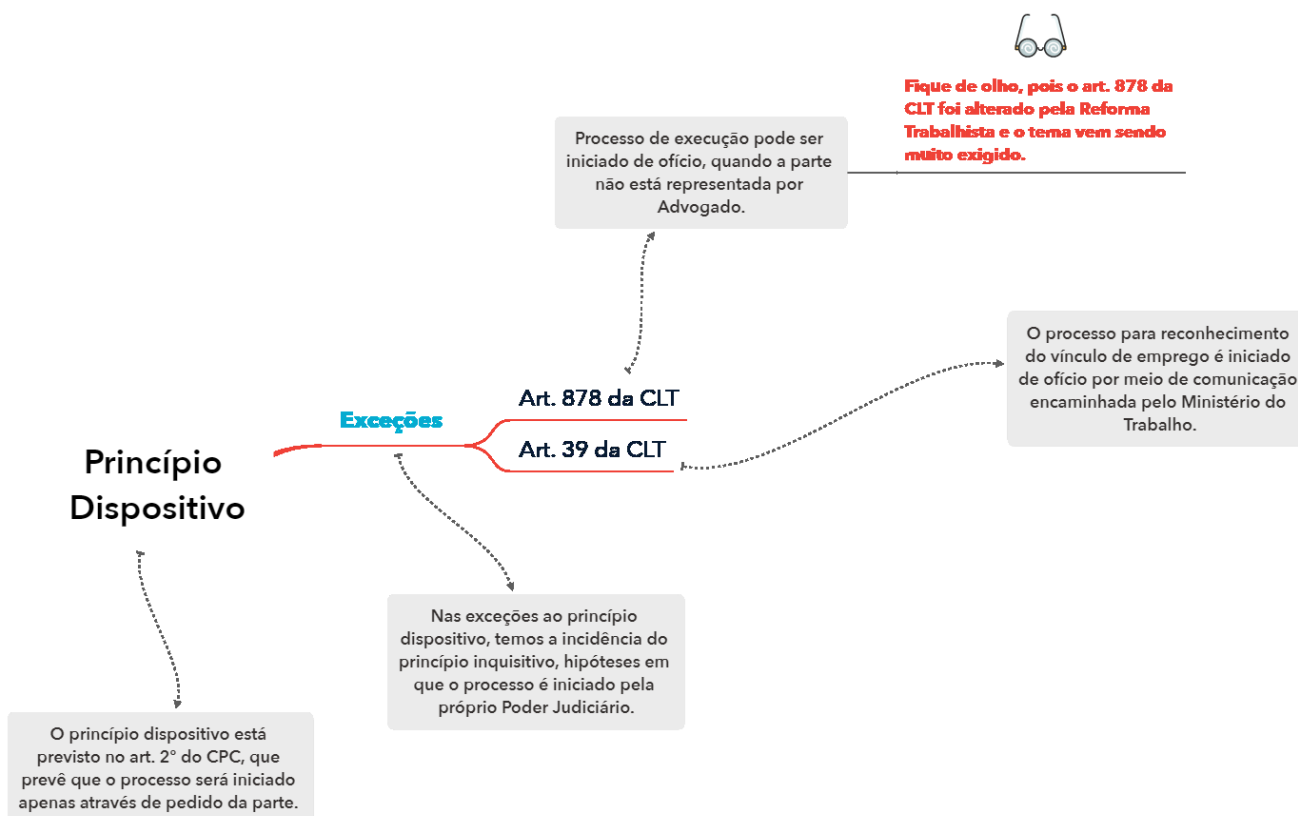 Fique de olho, pois o art. 878 da
CLT foi alterado pela Reforma
Trabalhista e o tema vem sendo
muito exigido.
Processo de execução pode ser
iniciado de ofício, quando a parte
não está representada por
Advogado.
O processo para reconhecimento
do vínculo de emprego é iniciado
de ofício por meio de comunicação
encaminhada pelo Ministério do
Trabalho.
Art. 878 da CLT
Exceções
Art. 39 da CLT
Princípio
Dispositivo
Nas exceções ao princípio
dispositivo, temos a incidência do
princípio inquisitivo, hipóteses em
que o processo é iniciado pela
próprio Poder Judiciário.
O princípio dispositivo está
previsto no art. 2° do CPC, que
prevê que o processo será iniciado
apenas através de pedido da parte.